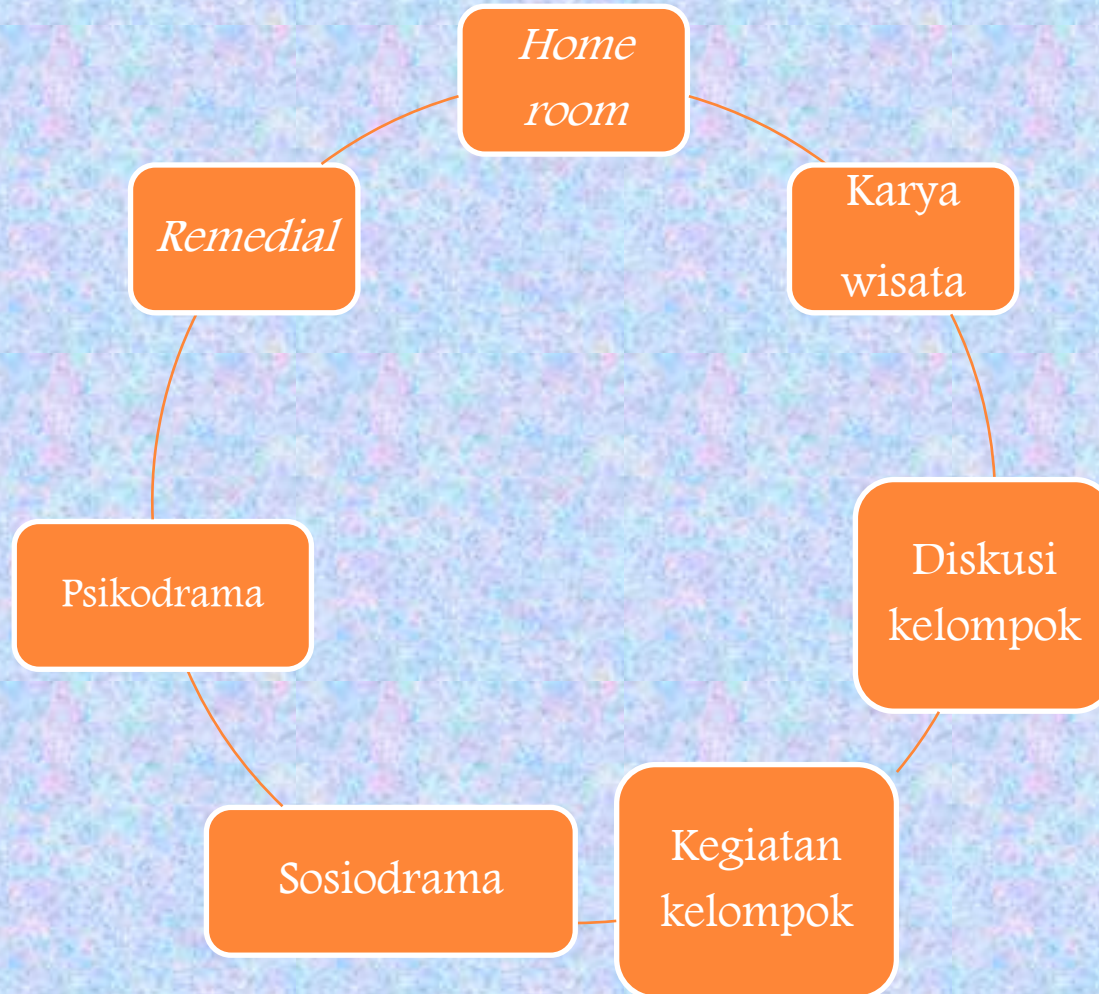 Home
room
Karya
wisata
Diskusi
kelompok
Kegiatan
kelompok
Sosiodrama
Psikodrama
Remedial